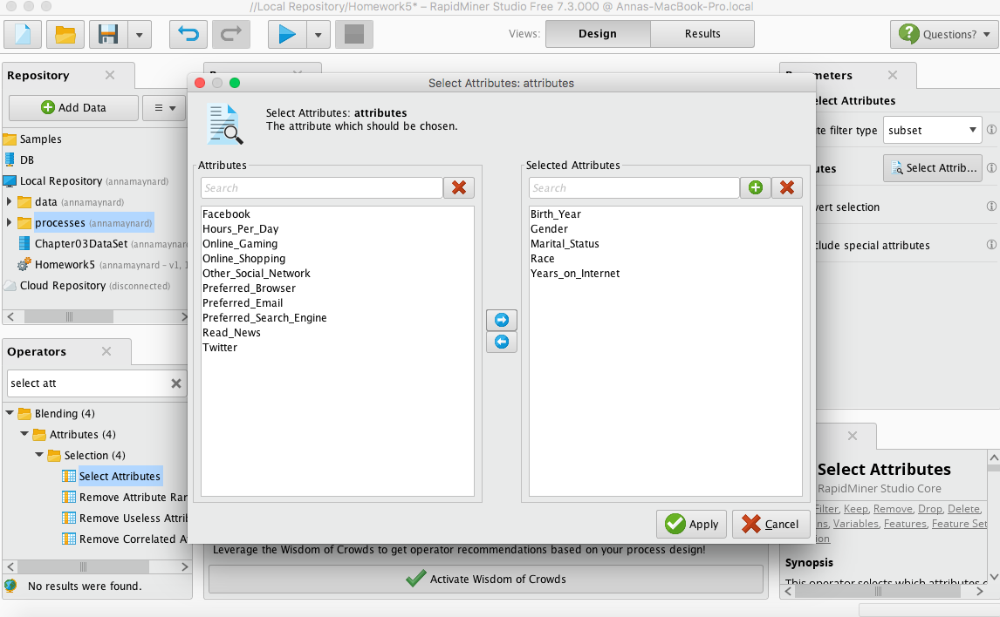 //Local Repository/Homework5* – RapidMiner Studio Free 7.3.000 @ Annas-MacBook-Pro.local
Views:
Design
Results
Questions?
Repository
Add Data
Samples
DB
Local Repository (annamaynard)
data (annamaynard)
processes (annamaynard)
Chapter03DataSet (annamaynard
Homework5 (annamaynard – v1, 1
Cloud Repository (disconnected)
Operators
select att
Blending (4)
Attributes (4)
Selection (4)
Select Attributes
Remove Attribute Ran
Remove Useless Attrib
Remove Correlated A
No results were found.
Select Attributes: attributes
Select Attributes: attributes
The attribute which should be chosen.
Attributes
Search
Facebook
Hours_Per_Day
Online_Gaming
Online_Shopping
Other_Social_Network
Preferred_Browser
Preferred_Email
Preferred_Search_Engine
Read_News
Twitter
Selected Attributes
Search
Birth_Year
Gender
Marital_Status
Race
Years_on_Internet
Apply
Cancel
Leverage the Wisdom of Crowds to get operator recommendations based on your process design!
Activate Wisdom of Crowds
meters
elect Attributes
te filter type
subset
utes
Select Attrib...
vert selection
clude special attributes
Select Attributes
RapidMiner Studio Core
Filter, Keep, Remove, Drop, Delete,
ns, Variables, Features, Feature Set
ion
Synopsis
This operator selects which attributes